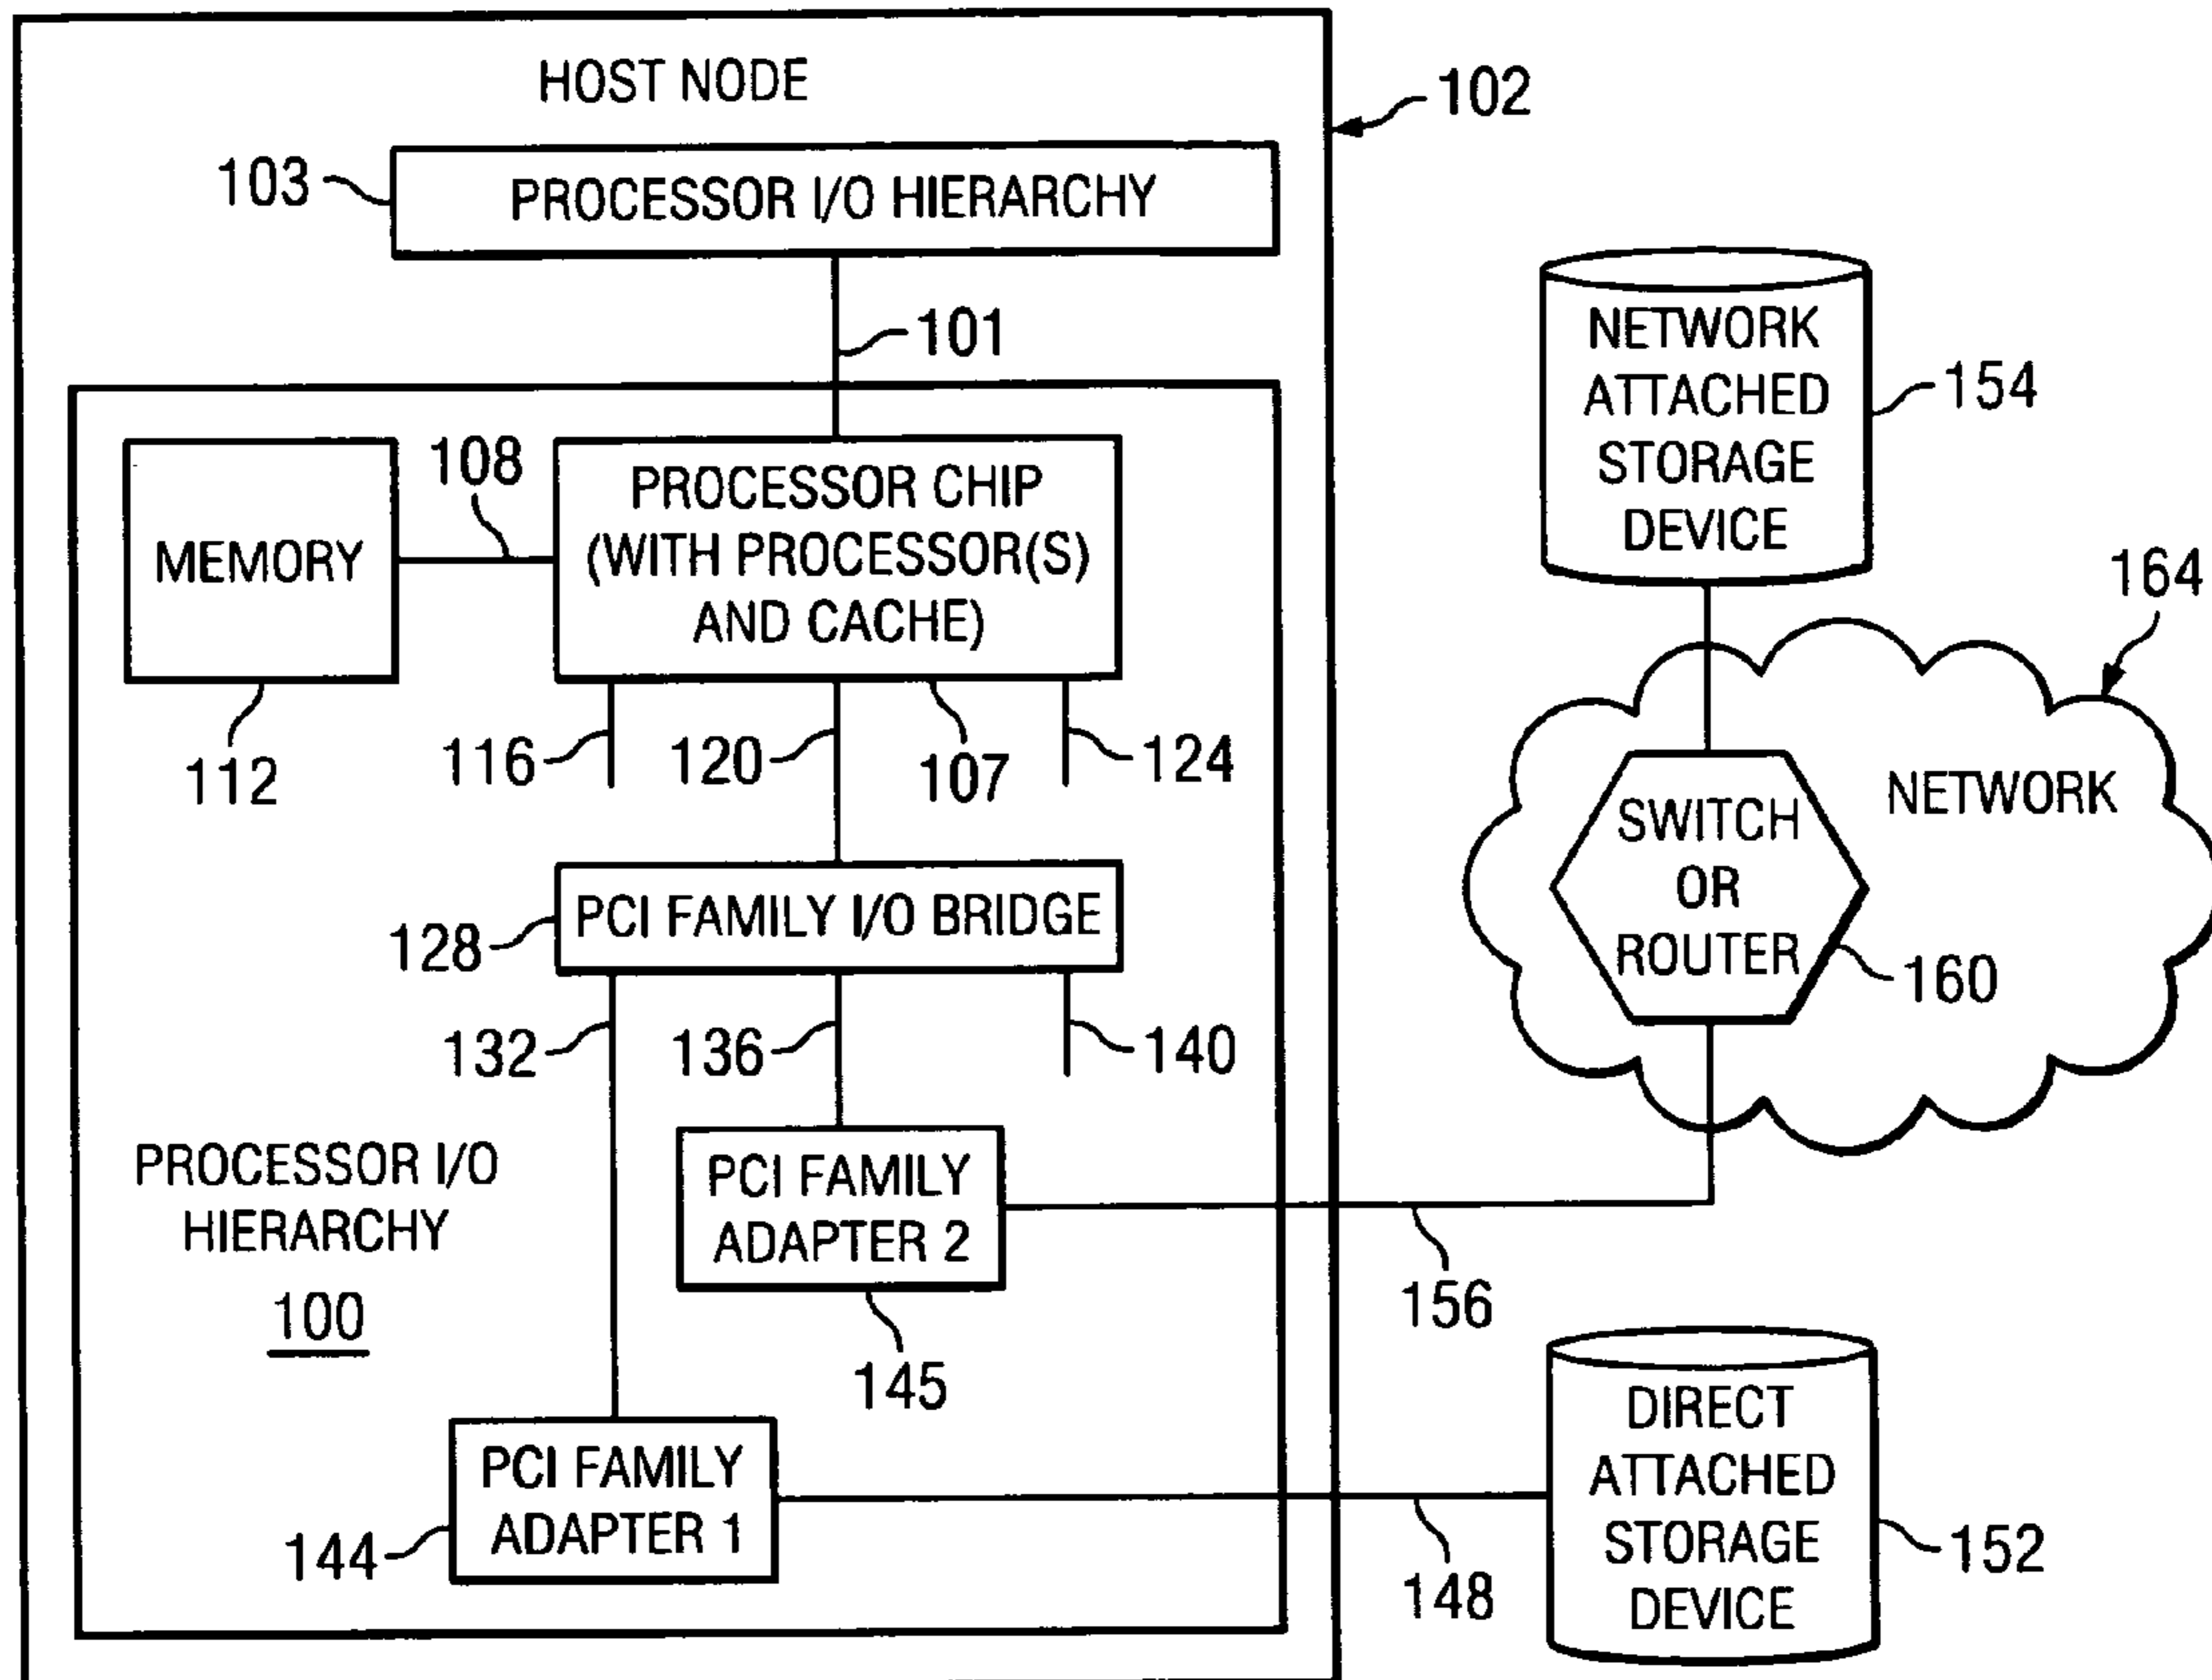 HOST NODE
102
103
PROCESSOR I/O HIERARCHY
101
NETWORK
ATTACHED
STORAGE
DEVICE
154
108
MEMORY
PROCESSOR CHIP
(WITH PROCESSOR(S)
AND CACHE)
164
112
116
120
107
124
NETWORK
SWITCH
OR
ROUTER
160
128
PCI FAMILY I/O BRIDGE
132
136
140
PROCESSOR I/O
HIERARCHY
100
PCI FAMILY
ADAPTER 2
145
156
PCI FAMILY
ADAPTER 1
144
148
DIRECT
ATTACHED
STORAGE
DEVICE
152